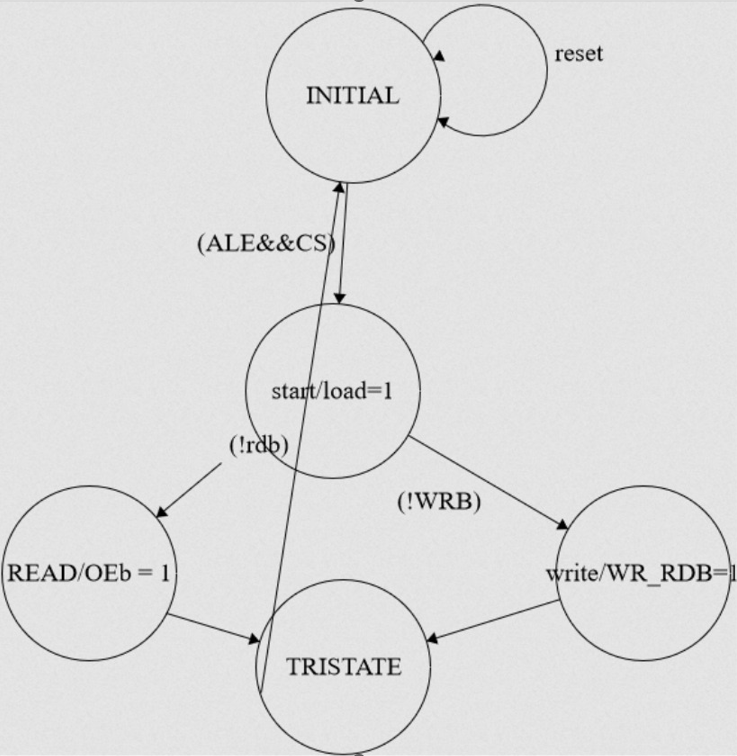 reset
INITIAL
(ALE&&CS)
start/load=1
(!rdb)
(!WRB)
READ/OEb = 1
write/WR_RDB=1
TRISTATE